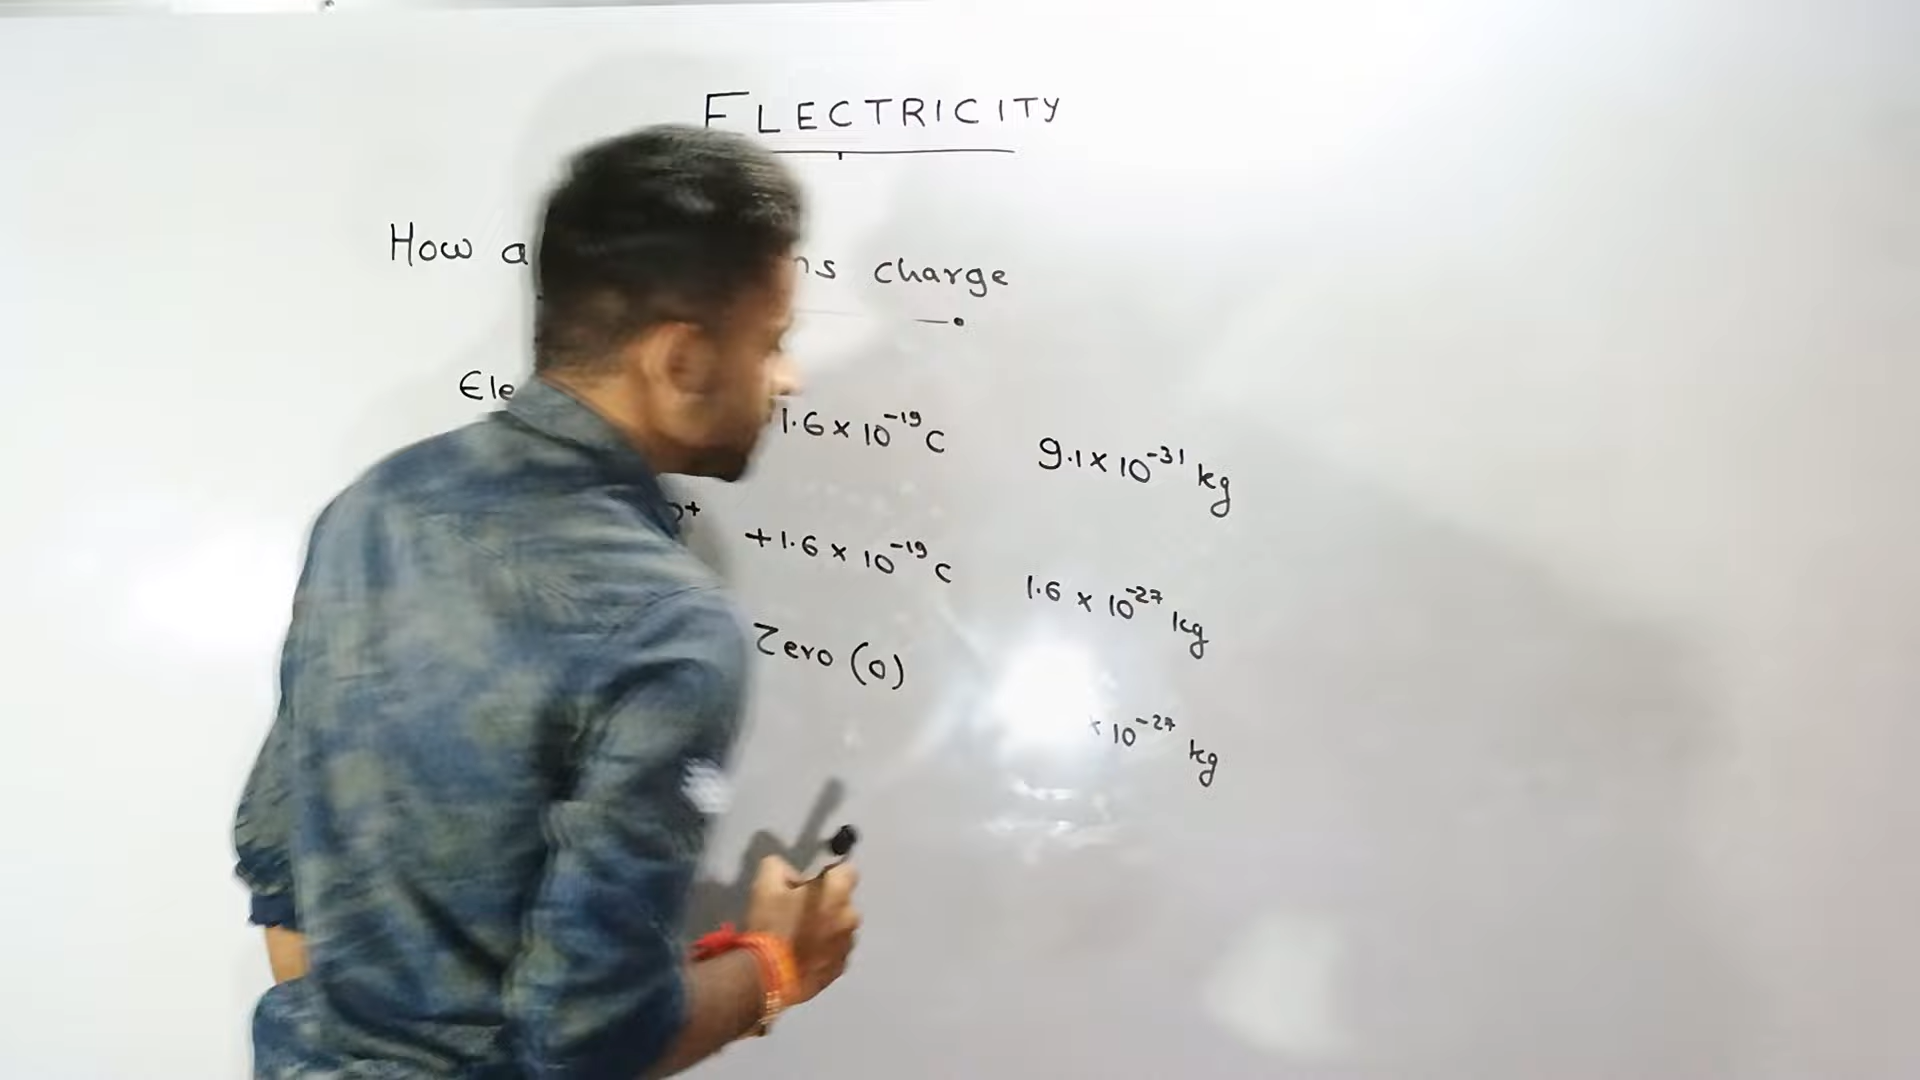 ELECTRICITY
How a ns charge
Ele 1.6 × 10⁻¹⁹ C 9.1 × 10⁻³¹ kg
+ +1.6 × 10⁻¹⁹ C 1.6 × 10⁻²⁷ kg
Zero (0) × 10⁻²⁷ kg